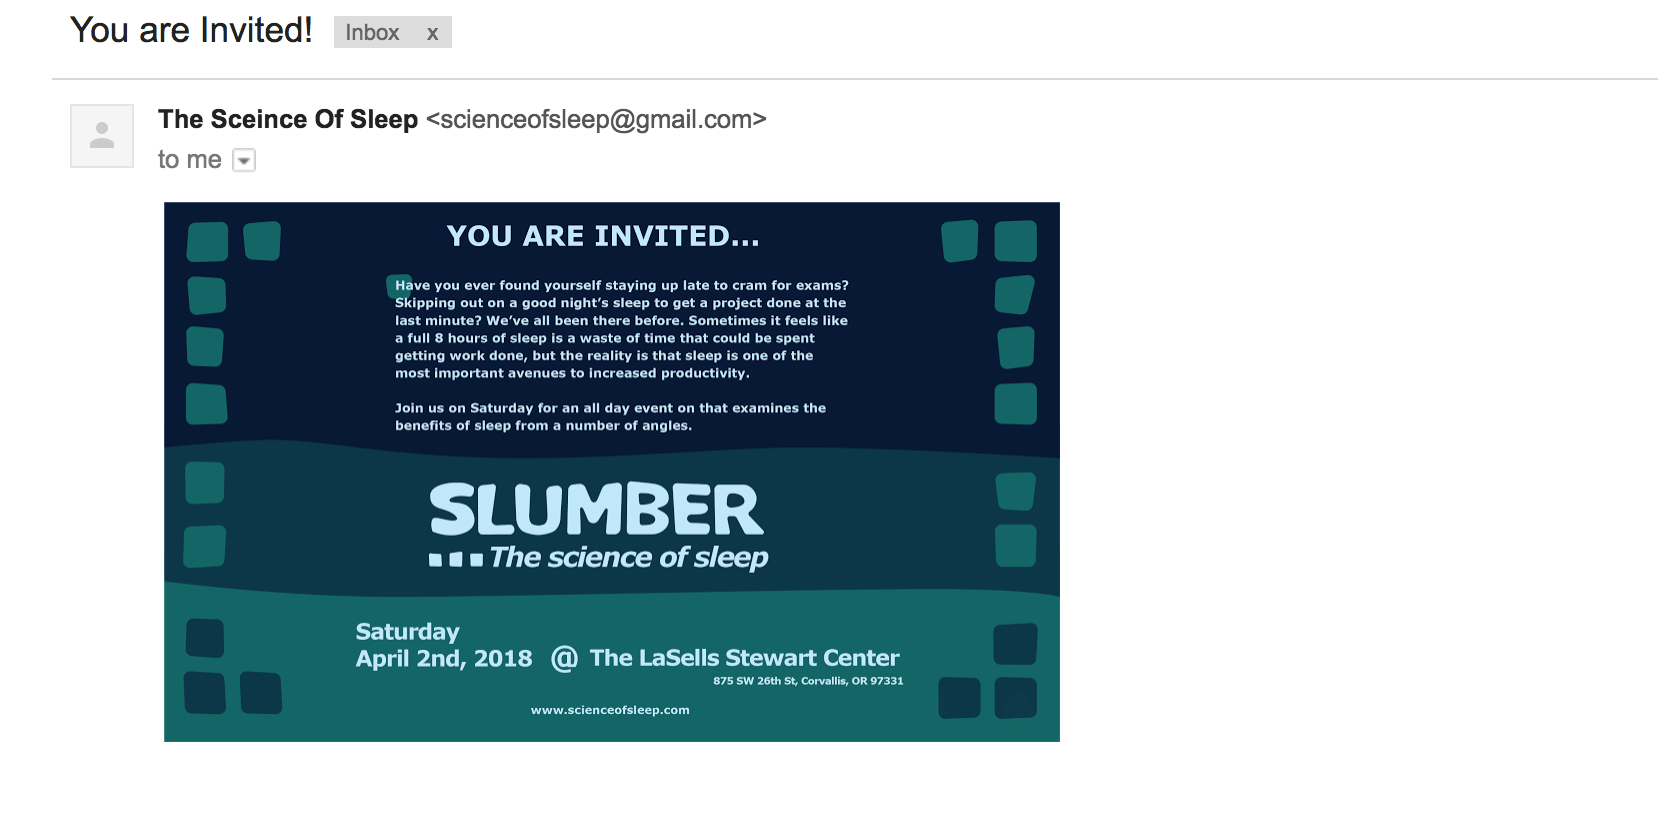 You are Invited!
Inbox x
The Sceince Of Sleep <scienceofsleep@gmail.com>
to me
YOU ARE INVITED...
Have you ever found yourself staying up late to cram for exams?
Skipping out on a good night's sleep to get a project done at the
last minute? We've all been there before. Sometimes it feels like
a full 8 hours of sleep is a waste of time that could be spent
getting work done, but the reality is that sleep is one of the
most important avenues to increased productivity.
Join us on Saturday for an all day event on that examines the
benefits of sleep from a number of angles.
SLUMBER
The science of sleep
Saturday
April 2nd, 2018 @ The LaSells Stewart Center
875 SW 26th St, Corvallis, OR 97331
www.scienceofsleep.com